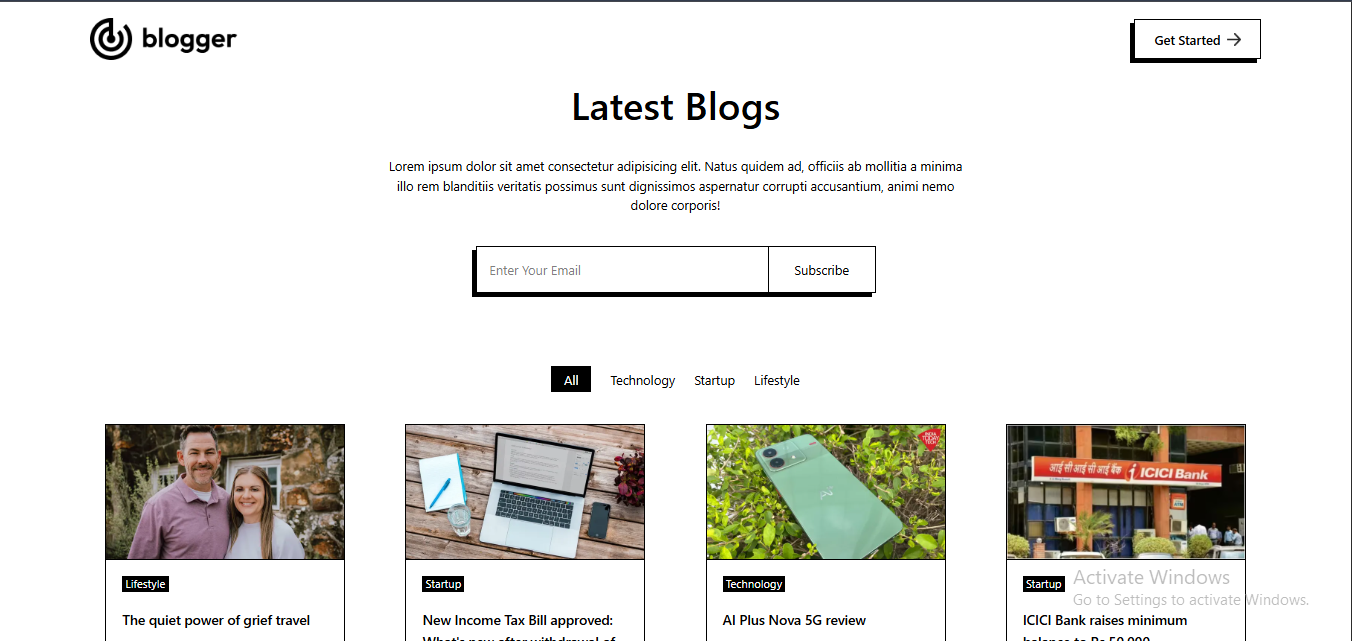 blogger
Get Started
Latest Blogs
Lorem ipsum dolor sit amet consectetur adipisicing elit. Natus quidem ad, officiis ab mollitia a minima
illo rem blanditiis veritatis possimus sunt dignissimos aspernatur corrupti accusantium, animi nemo
dolore corporis!
Enter Your Email
Subscribe
All
Technology
Startup
Lifestyle
INDIA
TODAY
TECH
आई सी आई सी आई बैंक
ICICI Bank
Lifestyle
Startup
Technology
Startup
The quiet power of grief travel
New Income Tax Bill approved:
What's new after withdrawal of
AI Plus Nova 5G review
ICICI Bank raises minimum
balance to Rs 50,000
Activate Windows
Go to Settings to activate Windows.